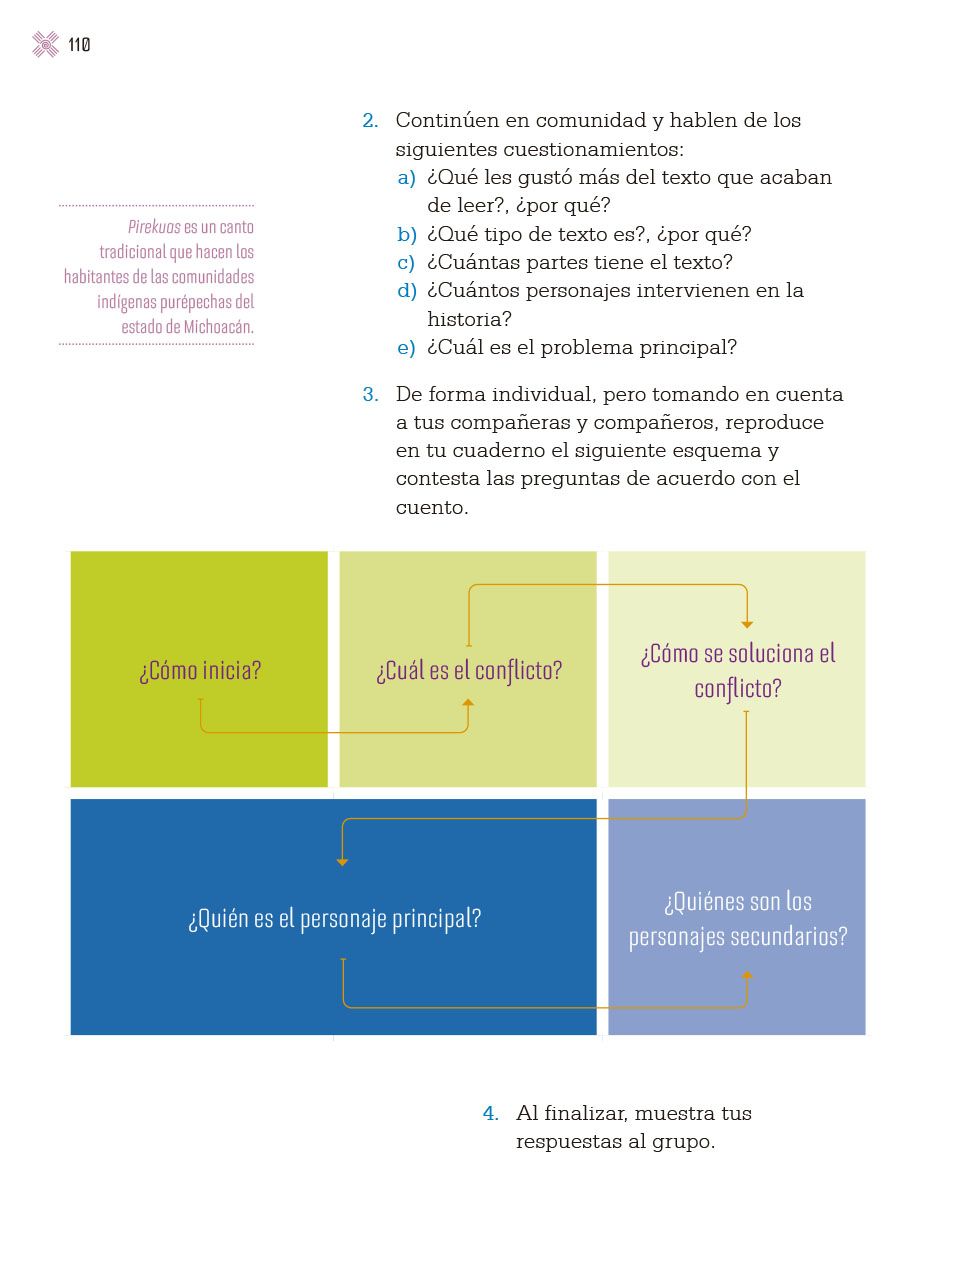 110
2. Continúen en comunidad y hablen de los
siguientes cuestionamientos:
a) ¿Qué les gustó más del texto que acaban
de leer?, ¿por qué?
b) ¿Qué tipo de texto es?, ¿por qué?
c) ¿Cuántas partes tiene el texto?
d) ¿Cuántos personajes intervienen en la
historia?
e) ¿Cuál es el problema principal?
Pirekuas es un canto
tradicional que hacen los
habitantes de las comunidades
indígenas purépechas del
estado de Michoacán.
3. De forma individual, pero tomando en cuenta
a tus compañeras y compañeros, reproduce
en tu cuaderno el siguiente esquema y
contesta las preguntas de acuerdo con el
cuento.
¿Cómo inicia?
¿Cuál es el conflicto?
¿Cómo se soluciona el
conflicto?
¿Quién es el personaje principal?
¿Quiénes son los
personajes secundarios?
4. Al finalizar, muestra tus
respuestas al grupo.